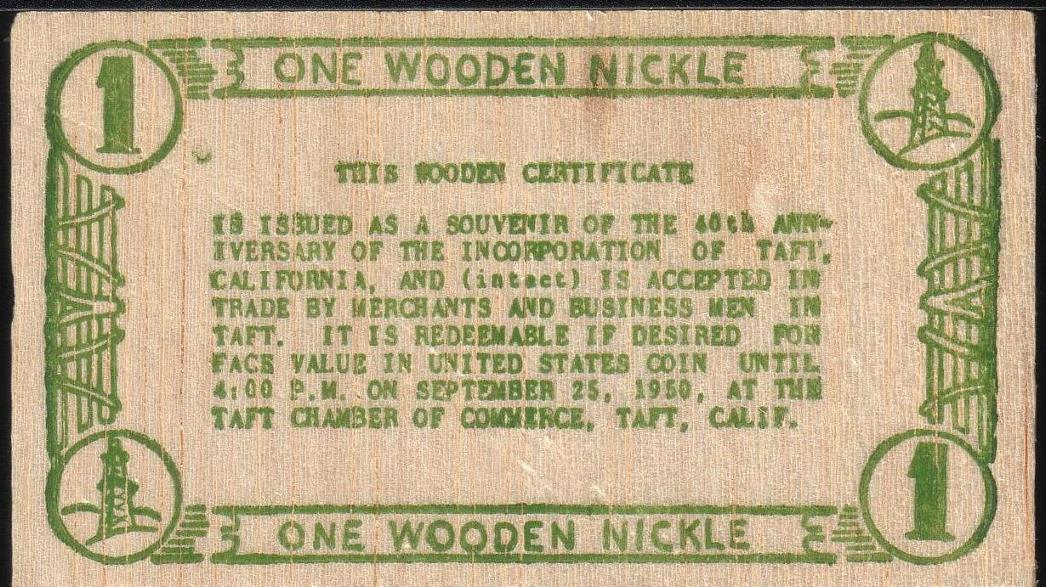 1 ONE WOODEN NICKLE
THIS WOODEN CERTIFICATE
IS ISSUED AS A SOUVENIR OF THE 40th ANN-
IVERSARY OF THE INCORPORATION OF TAFT,
CALIFORNIA, AND (intact) IS ACCEPTED IN
TRADE BY MERCHANTS AND BUSINESS MEN IN
TAFT. IT IS REDEEMABLE IF DESIRED FOR
FACE VALUE IN UNITED STATES COIN UNTIL
4:00 P.M. ON SEPTEMBER 25, 1950, AT THE
TAFT CHAMBER OF COMMERCE, TAFT, CALIF.
ONE WOODEN NICKLE 1